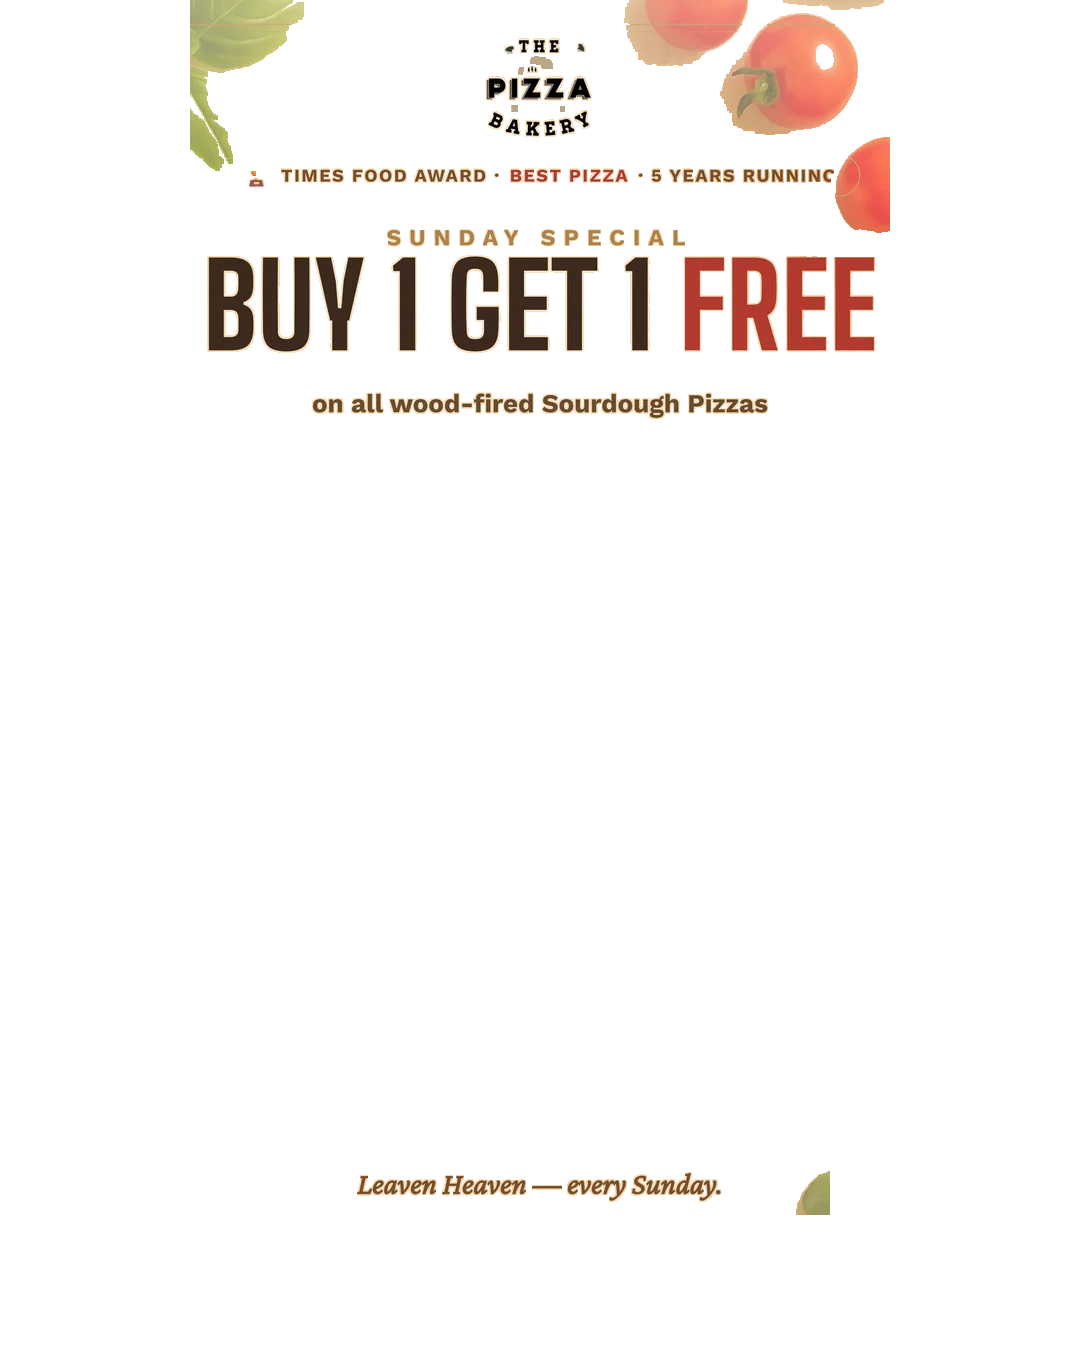 THE
PIZZA
BAKERY
TIMES FOOD AWARD · BEST PIZZA · 5 YEARS RUNNING
SUNDAY SPECIAL
BUY 1 GET 1 FREE
on all wood-fired Sourdough Pizzas
Leaven Heaven — every Sunday.